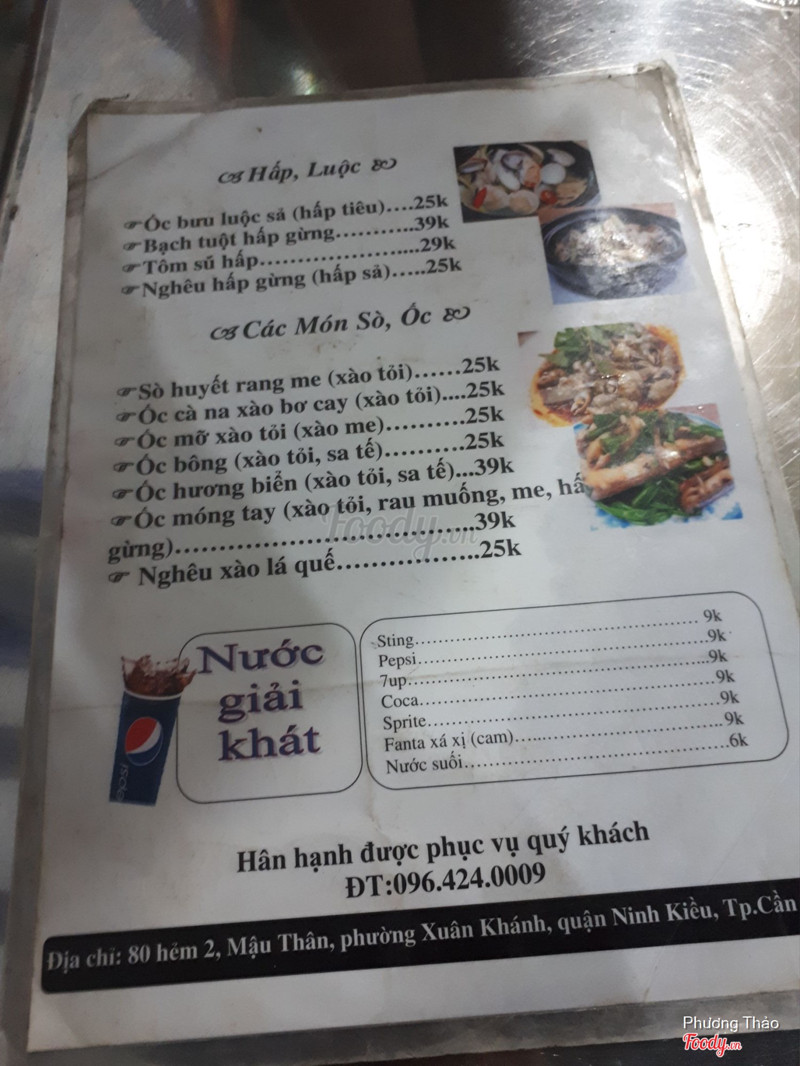 Hấp, Luộc
Ốc bưu luộc sả (hấp tiêu)....25k
Bạch tuột hấp gừng...........39k
Tôm sũ hấp......................29k
Nghêu hấp gừng (hấp sả).....25k
Các Món Sò, Ốc
Sò huyết rang me (xào tỏi)......25k
Ốc cà na xào bơ cay (xào tỏi)....25k
Ốc mỡ xào tỏi (xào me)..........25k
Ốc bông (xào tỏi, sa tế)..........25k
Ốc hương biển (xào tỏi, sa tế)...39k
Ốc móng tay (xào tỏi, rau muống, me, hấ
gừng)....................................39k
Nghêu xào lá quế..................25k
Foody.vn
Nước
giải
khát
Sting.......................................................... 9k
Pepsi..........................................................9k
7up............................................................9k
Coca..........................................................9k
Sprite.........................................................9k
Fanta xá xị (cam).........................................9k
Nước suối...................................................6k
pepsi
Hân hạnh được phục vụ quý khách
ĐT:096.424.0009
Địa chỉ: 80 hẻm 2, Mậu Thân, phường Xuân Khánh, quận Ninh Kiều, Tp.Cần
Phương Thảo
Foody.vn